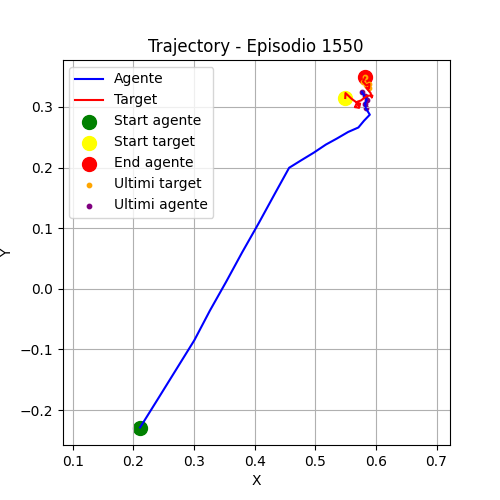 Trajectory - Episodio 1550
Agente
Target
Start agente
Start target
End agente
Ultimi target
Ultimi agente
0.3
0.2
0.1
0.0
−0.1
−0.2
Y
0.1
0.2
0.3
0.4
0.5
0.6
0.7
X